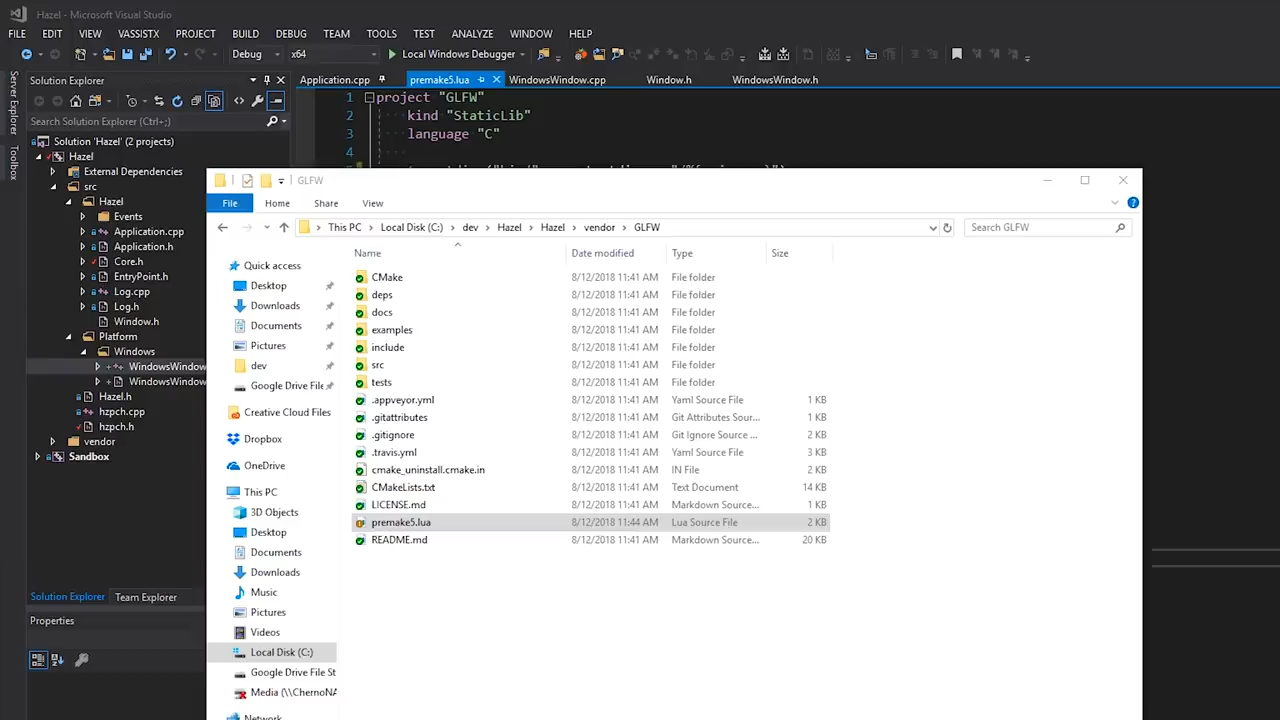 Hazel - Microsoft Visual Studio
FILE EDIT VIEW VASSISTX PROJECT BUILD DEBUG TEAM TOOLS TEST ANALYZE WINDOW HELP
Debug x64 Local Windows Debugger
Server Explorer
Toolbox
Solution Explorer
Application.cpp premake5.lua WindowsWindow.cpp Window.h WindowsWindow.h
Search Solution Explorer (Ctrl+;)
Solution 'Hazel' (2 projects)
Hazel
External Dependencies
src
Hazel
Events
Application.cpp
Application.h
Core.h
EntryPoint.h
Log.cpp
Log.h
Window.h
Platform
Windows
WindowsWindow
WindowsWindow
Hazel.h
hzpch.cpp
hzpch.h
vendor
Sandbox
Solution Explorer Team Explorer
Properties
1 project "GLFW"
2 kind "StaticLib"
3 language "C"
4
GLFW
File Home Share View
This PC Local Disk (C:) dev Hazel Hazel vendor GLFW
Search GLFW
Name Date modified Type Size
Quick access
Desktop
Downloads
Documents
Pictures
dev
Google Drive File
Creative Cloud Files
Dropbox
OneDrive
This PC
3D Objects
Desktop
Documents
Downloads
Music
Pictures
Videos
Local Disk (C:)
Google Drive File St
Media (\\ChernoNA
Network
CMake 8/12/2018 11:41 AM File folder
deps 8/12/2018 11:41 AM File folder
docs 8/12/2018 11:41 AM File folder
examples 8/12/2018 11:41 AM File folder
include 8/12/2018 11:41 AM File folder
src 8/12/2018 11:41 AM File folder
tests 8/12/2018 11:41 AM File folder
.appveyor.yml 8/12/2018 11:41 AM Yaml Source File 1 KB
.gitattributes 8/12/2018 11:41 AM Git Attributes Sour... 1 KB
.gitignore 8/12/2018 11:41 AM Git Ignore Source ... 2 KB
.travis.yml 8/12/2018 11:41 AM Yaml Source File 3 KB
cmake_uninstall.cmake.in 8/12/2018 11:41 AM IN File 2 KB
CMakeLists.txt 8/12/2018 11:41 AM Text Document 14 KB
LICENSE.md 8/12/2018 11:41 AM Markdown Source... 1 KB
premake5.lua 8/12/2018 11:44 AM Lua Source File 2 KB
README.md 8/12/2018 11:41 AM Markdown Source... 20 KB